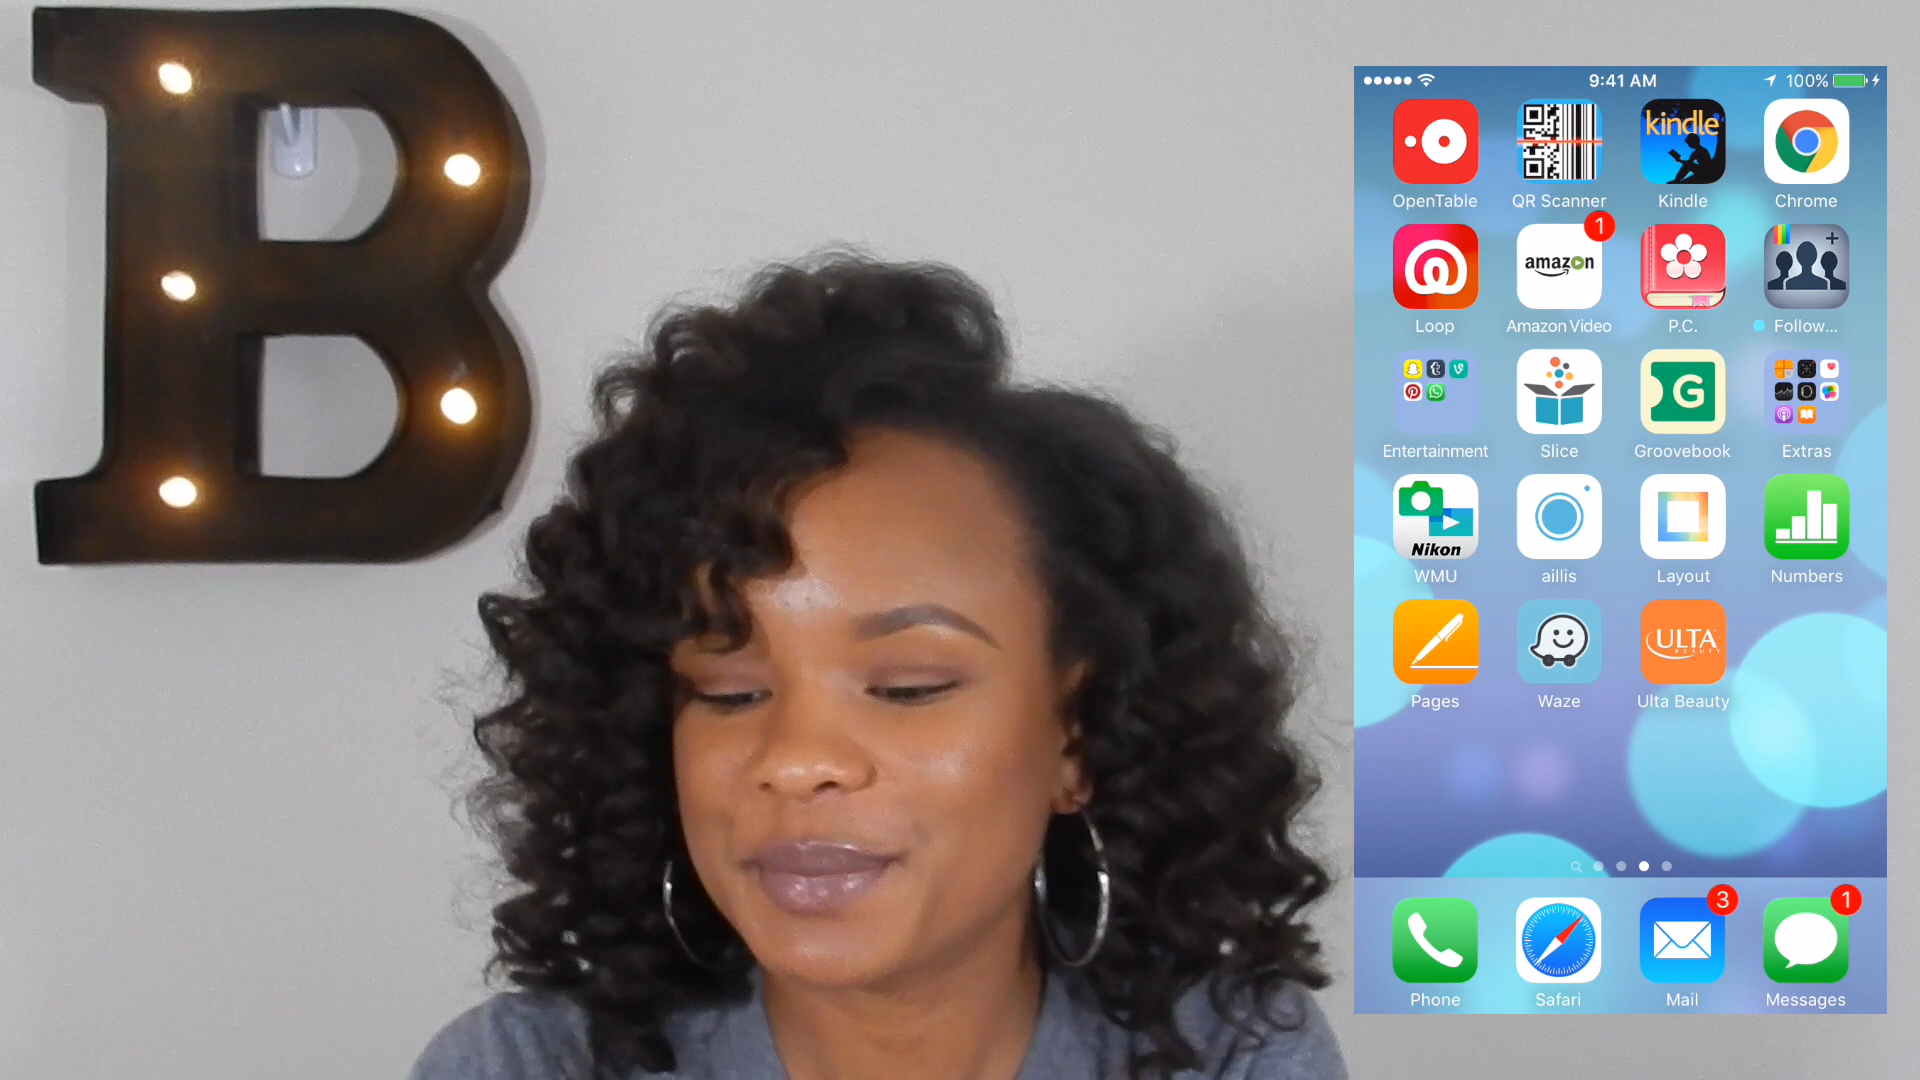 B
9:41 AM 100%
kindle
OpenTable QR Scanner Kindle Chrome
1
amazon
Loop Amazon Video P.C. Follow...
G
Entertainment Slice Groovebook Extras
Nikon
WMU aillis Layout Numbers
ULTA
BEAUTY
Pages Waze Ulta Beauty
3 1
Phone Safari Mail Messages